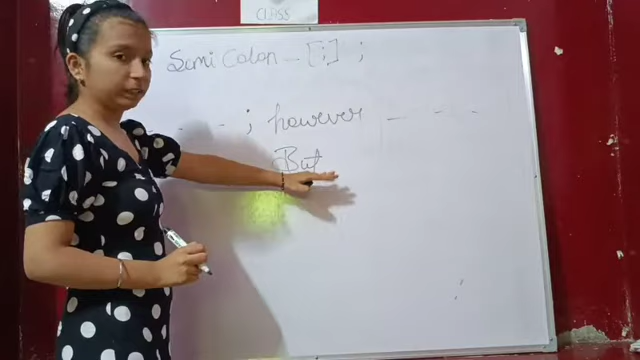 CLASS
Semi Colon - [;] ;
- - ; however - - -
But